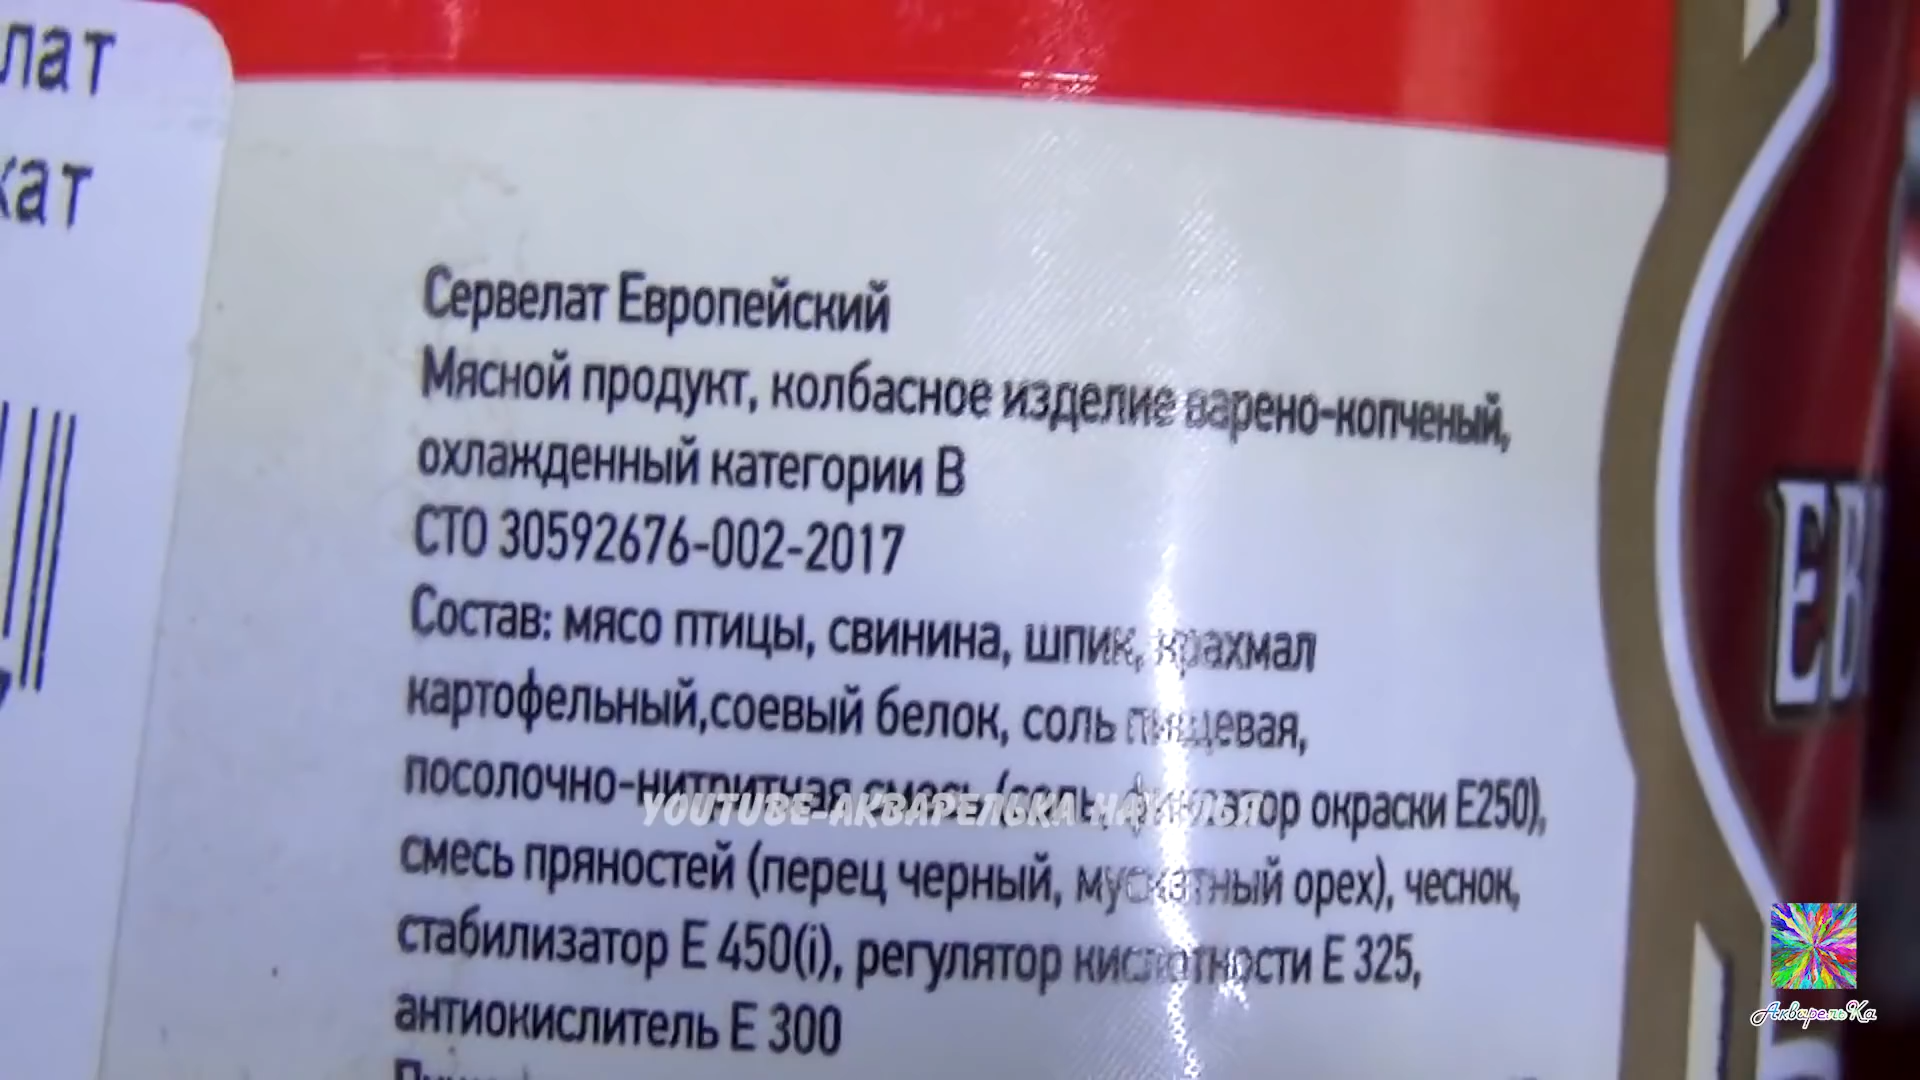 лат
кат
Сервелат Европейский
Мясной продукт, колбасное изделие варено-копченый,
охлажденный категории В
СТО 30592676-002-2017
Состав: мясо птицы, свинина, шпик, крахмал
картофельный,соевый белок, соль пищевая,
посолочно-нитритная смесь (соль, фиксатор окраски Е250),
YOUTUBE-АКВАРЕЛЬКА НАТАЛЬЯ
смесь пряностей (перец черный, мускатный орех), чеснок,
стабилизатор Е 450(i), регулятор кислотности Е 325,
антиокислитель Е 300
ЕВ
АкварельКа